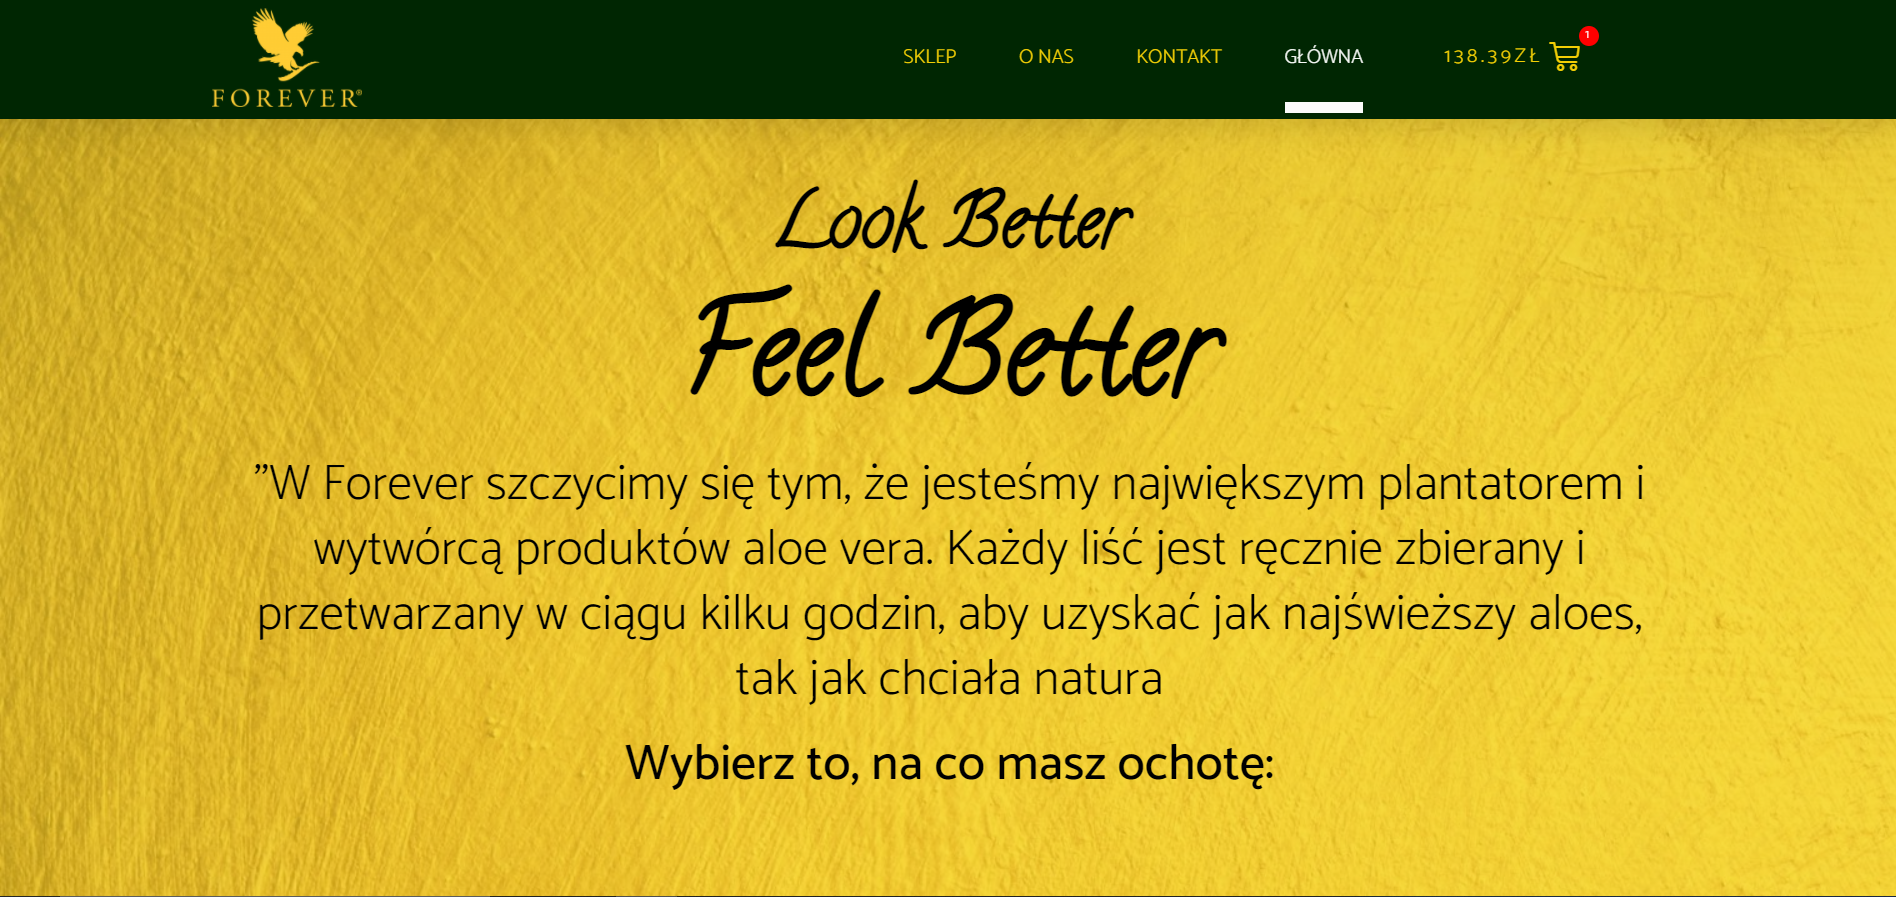 FOREVER®
SKLEP O NAS KONTAKT GŁÓWNA 138.39ZŁ 1
Look Better
Feel Better
"W Forever szczycimy się tym, że jesteśmy największym plantatorem i
wytwórcą produktów aloe vera. Każdy liść jest ręcznie zbierany i
przetwarzany w ciągu kilku godzin, aby uzyskać jak najświeższy aloes,
tak jak chciała natura
Wybierz to, na co masz ochotę: